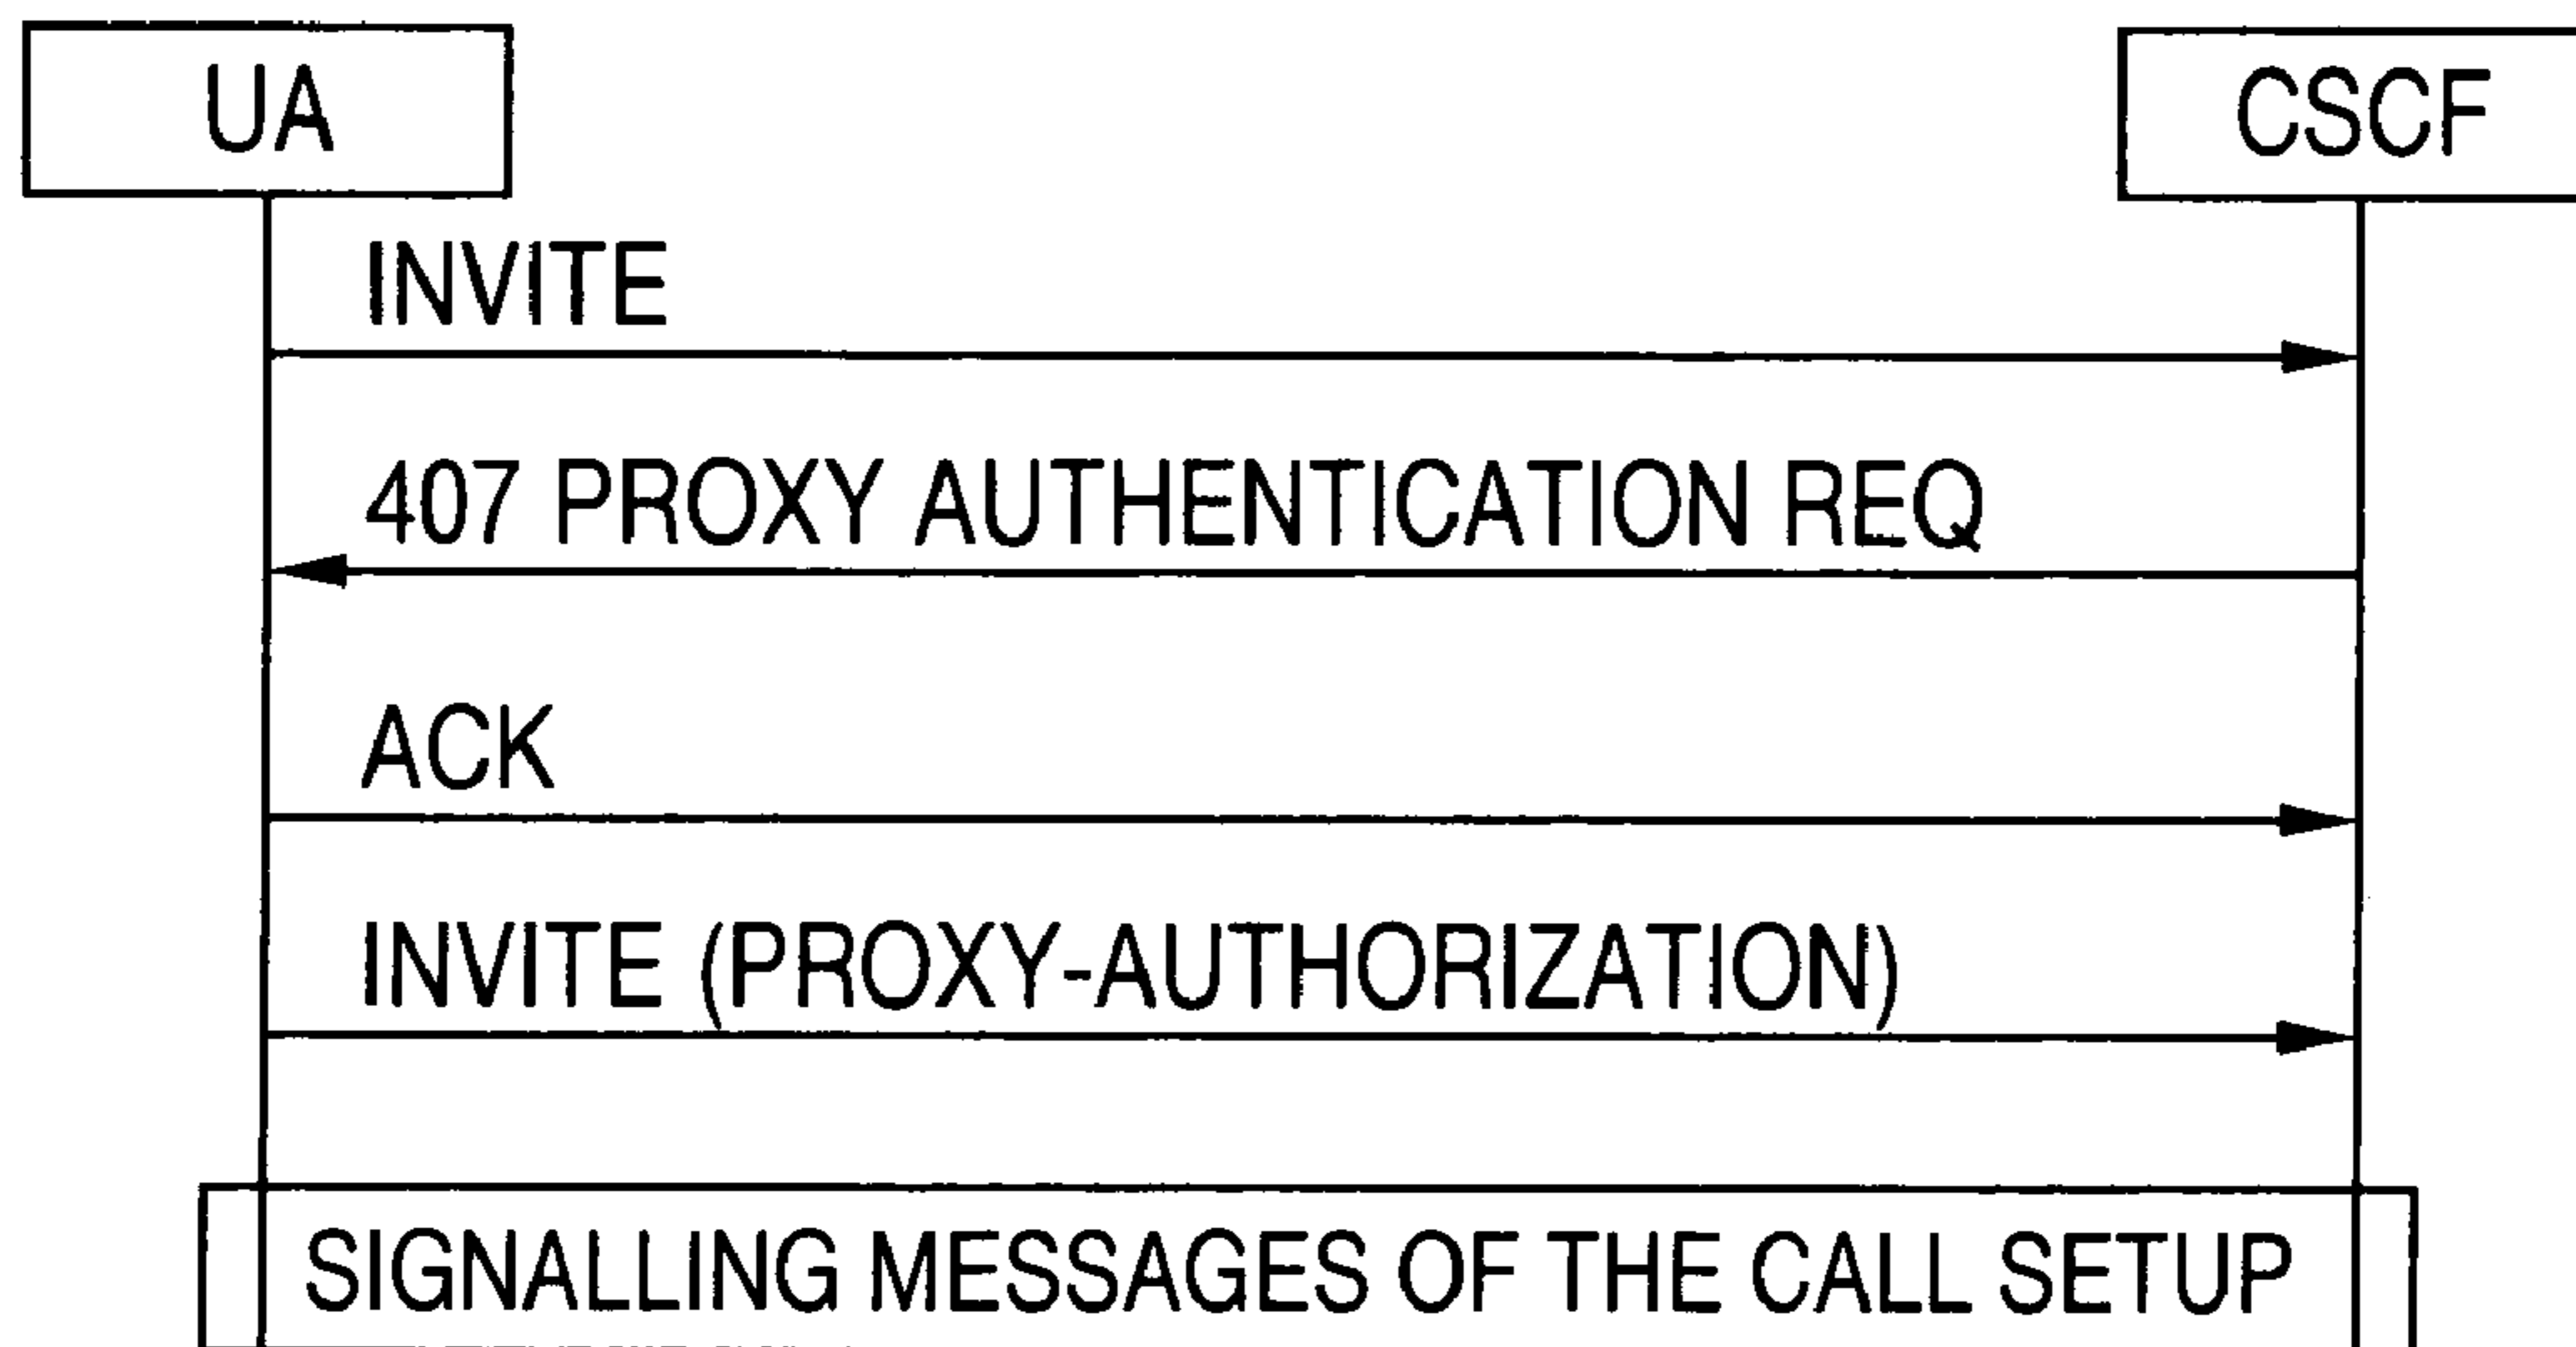 UA
CSCF
INVITE
407 PROXY AUTHENTICATION REQ
ACK
INVITE (PROXY-AUTHORIZATION)
SIGNALLING MESSAGES OF THE CALL SETUP